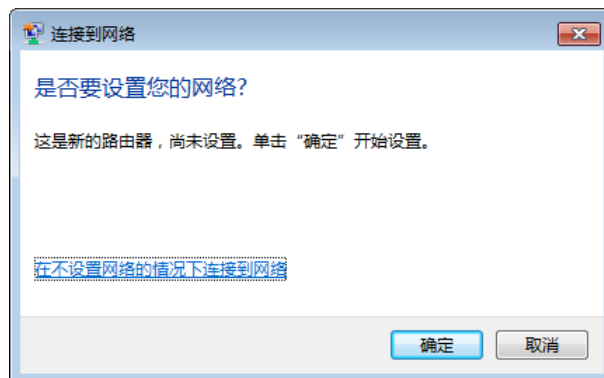 连接到网络
是否要设置您的网络?
这是新的路由器，尚未设置。单击“确定”开始设置。
在不设置网络的情况下连接到网络
确定
取消